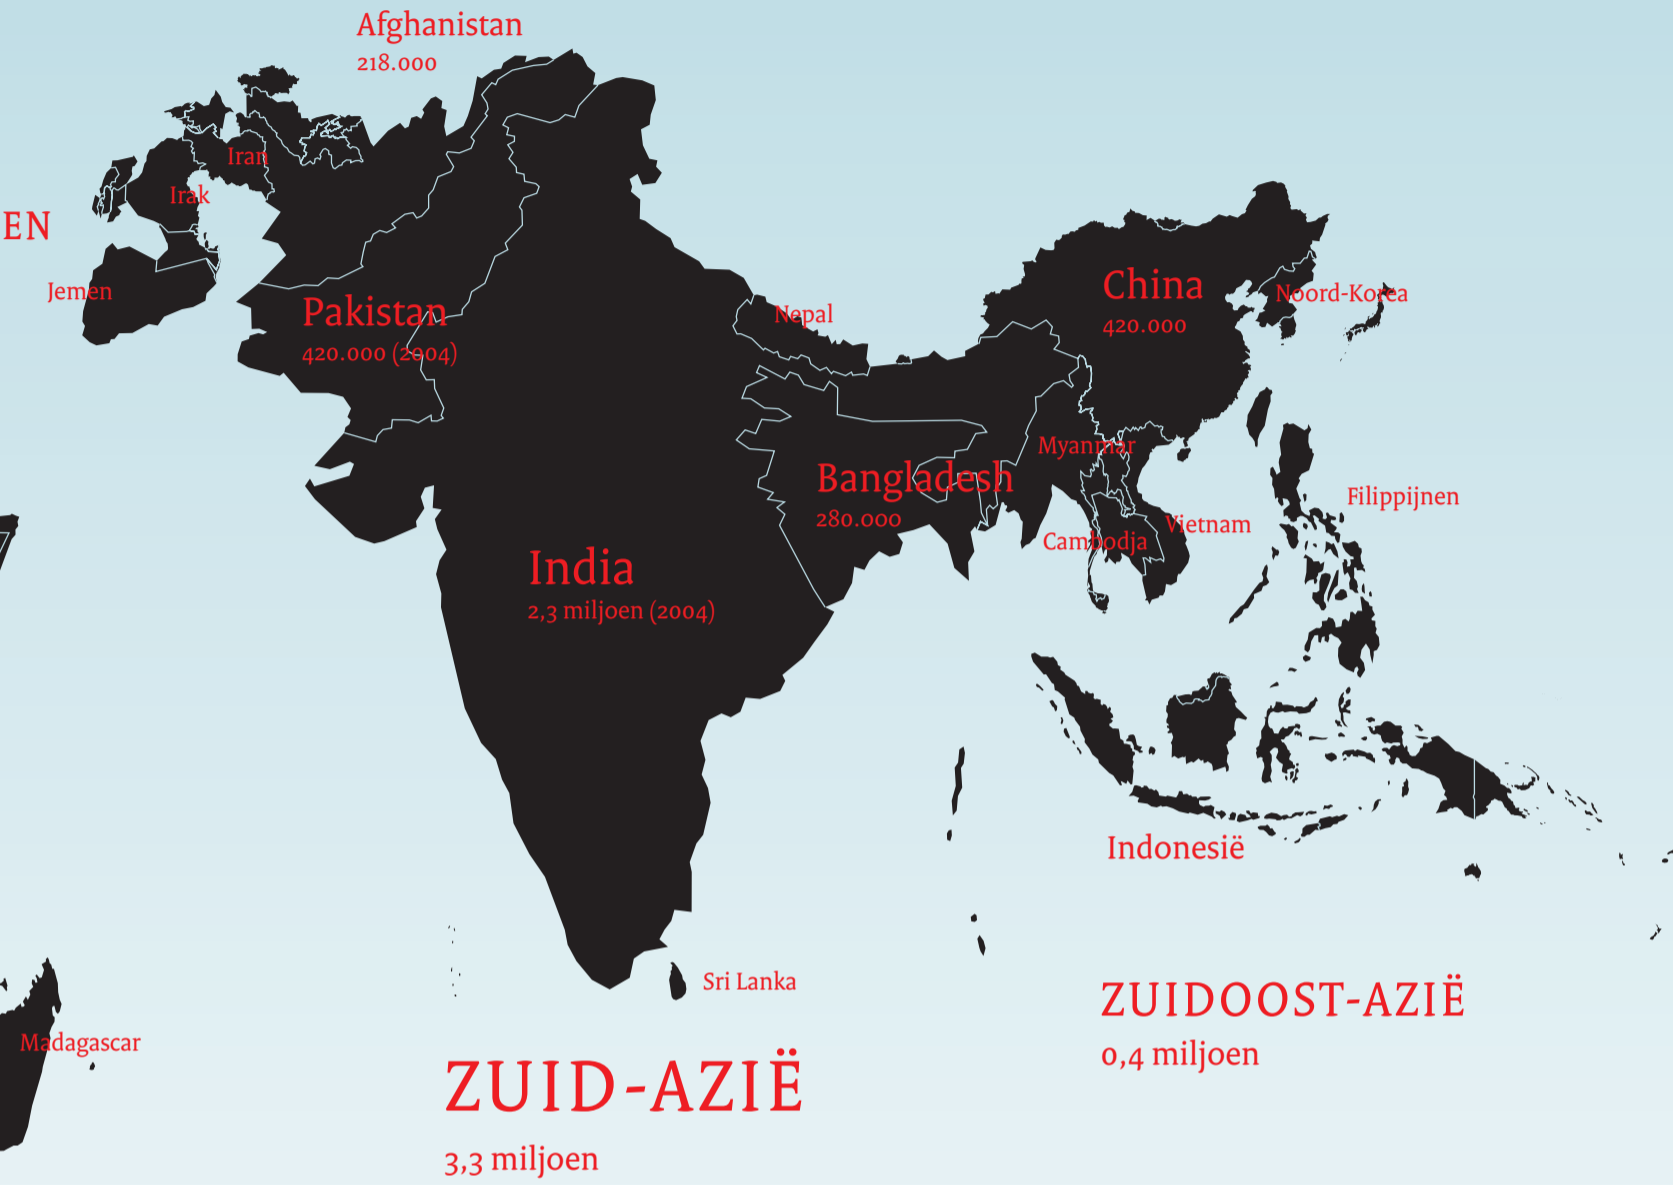 Afghanistan
218.000
Iran
Irak
EN
Jemen
Pakistan
420.000 (2004)
Nepal
China
420.000
Noord-Korea
Myanmar
Bangladesh
280.000
Filippijnen
Vietnam
Cambodja
India
2,3 miljoen (2004)
Indonesië
Sri Lanka
ZUIDOOST-AZIË
0,4 miljoen
Madagascar
ZUID-AZIË
3,3 miljoen